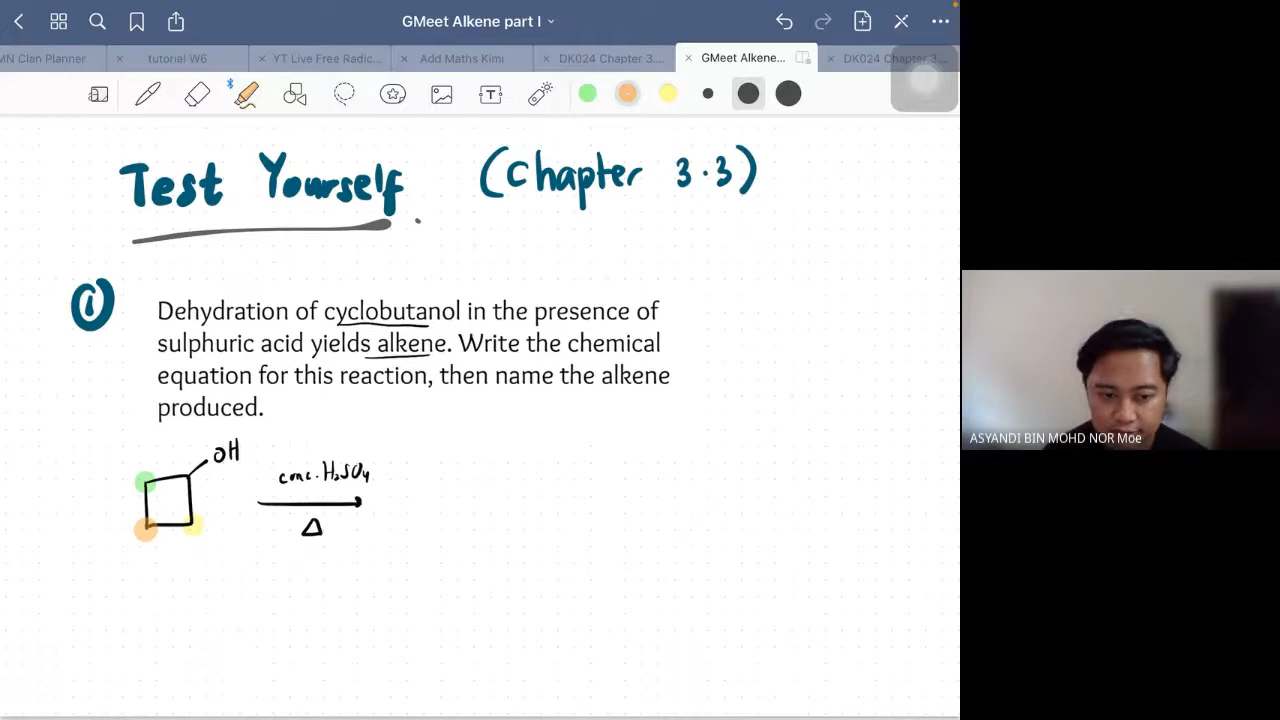 GMeet Alkene part I
MN Clan Planner
tutorial W6
YT Live Free Radic...
Add Maths Kimi
DK024 Chapter 3....
GMeet Alkene...
DK024 Chapter 3....
Test Yourself (Chapter 3.3)
1
Dehydration of cyclobutanol in the presence of
sulphuric acid yields alkene. Write the chemical
equation for this reaction, then name the alkene
produced.
OH
conc. H₂SO₄
Δ
ASYANDI BIN MOHD NOR Moe